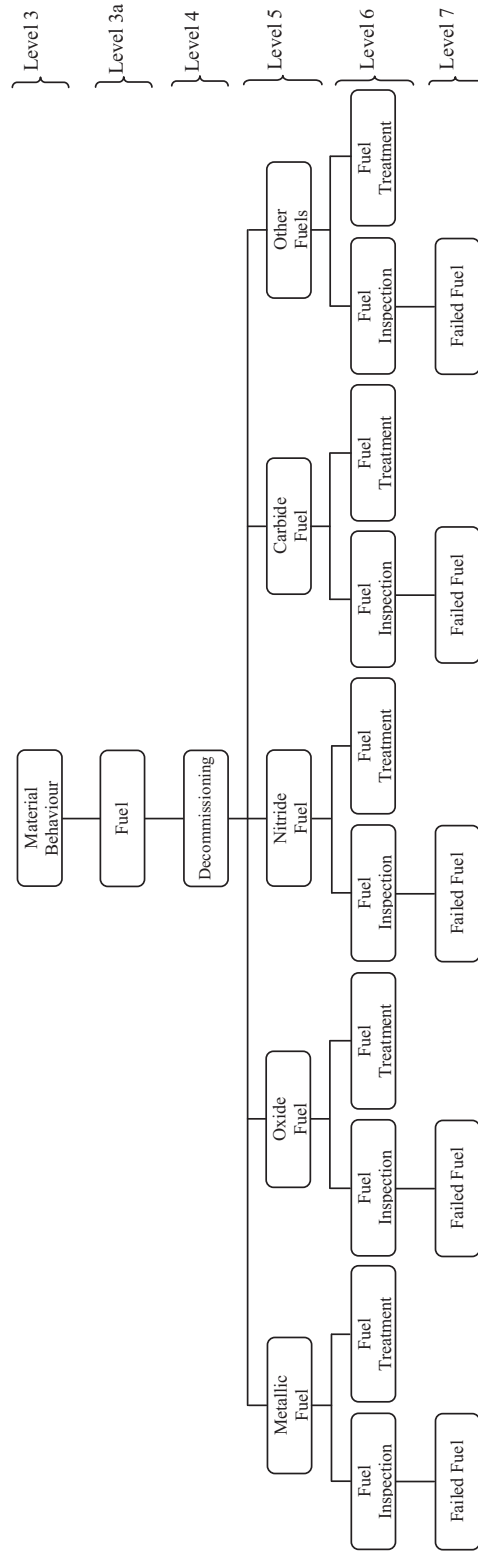 Material
Behaviour
Level 3
Fuel
Level 3a
Decommissioning
Level 4
Metallic
Fuel
Oxide
Fuel
Nitride
Fuel
Carbide
Fuel
Other
Fuels
Level 5
Fuel
Inspection
Fuel
Treatment
Fuel
Inspection
Fuel
Treatment
Fuel
Inspection
Fuel
Treatment
Fuel
Inspection
Fuel
Treatment
Fuel
Inspection
Fuel
Treatment
Level 6
Failed Fuel
Failed Fuel
Failed Fuel
Failed Fuel
Failed Fuel
Level 7